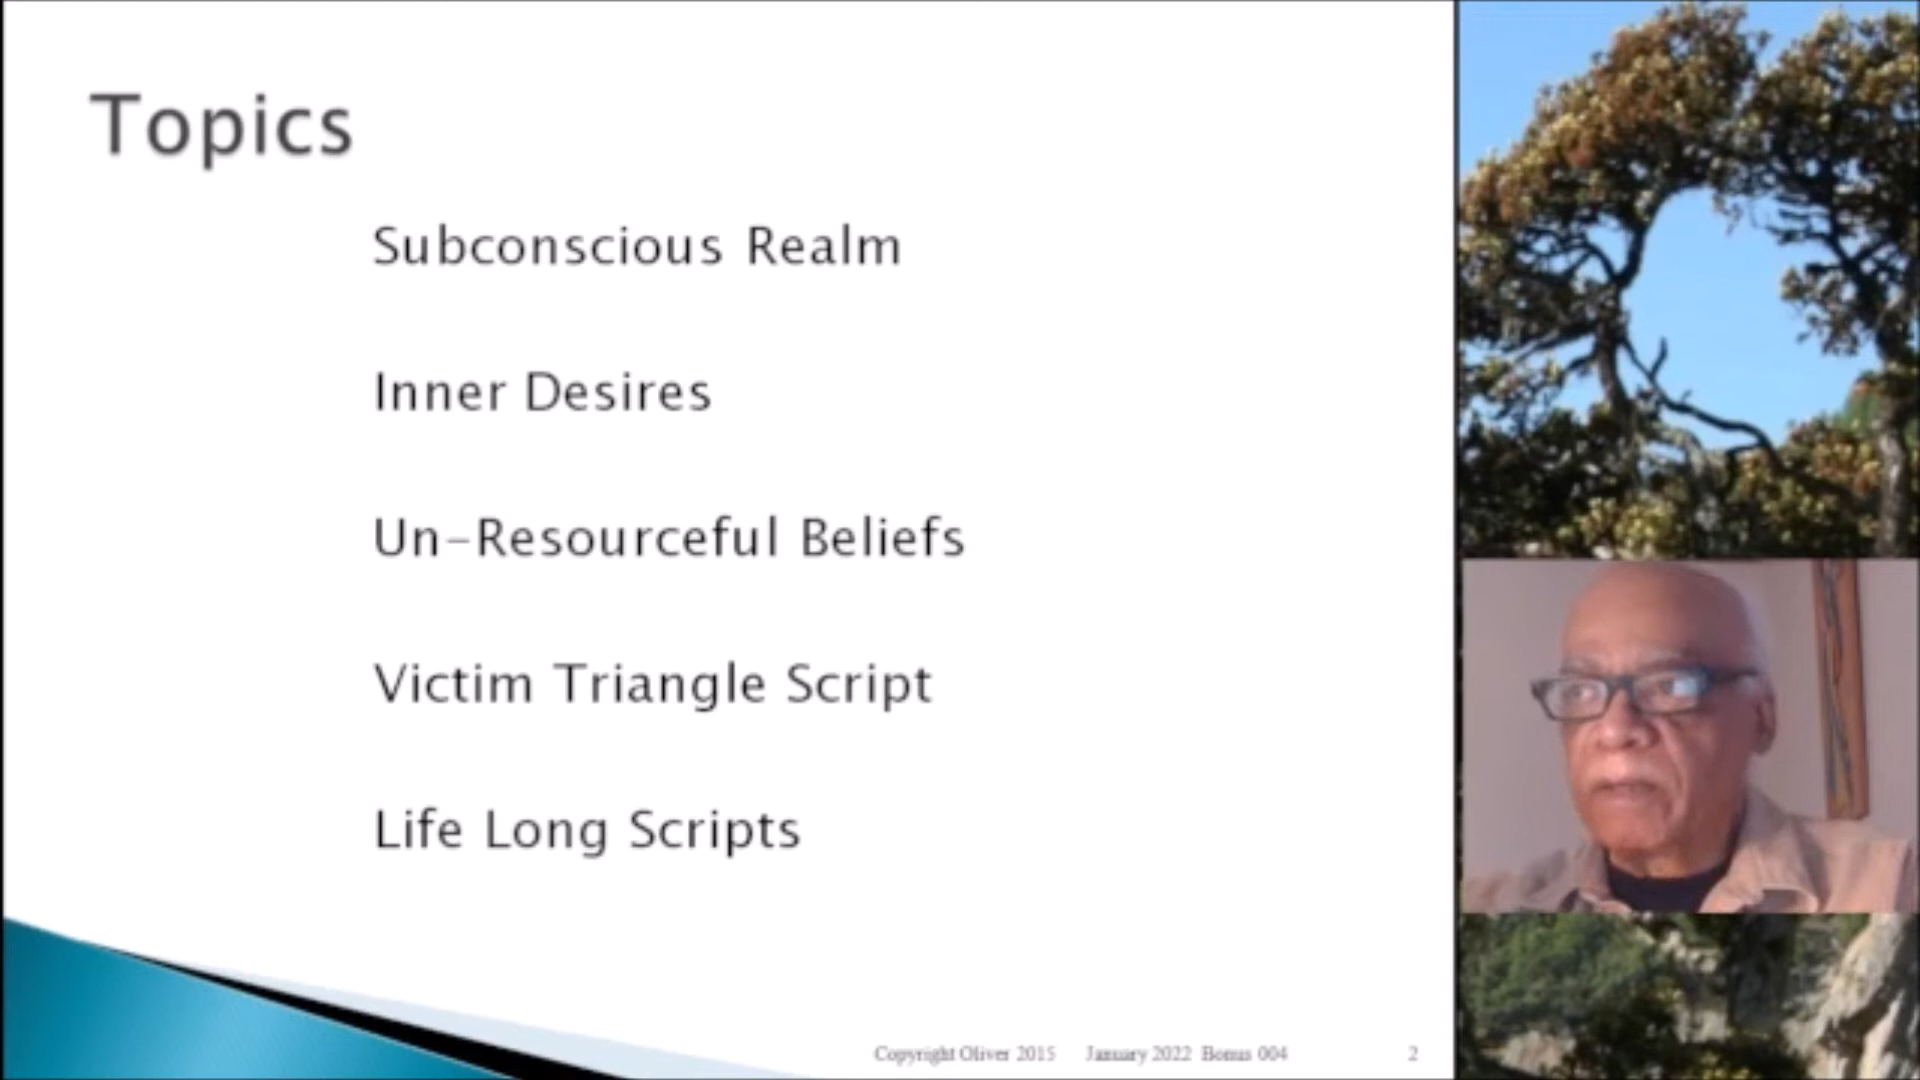 Topics
Subconscious Realm
Inner Desires
Un-Resourceful Beliefs
Victim Triangle Script
Life Long Scripts
Copyright Oliver 2015 January 2022 Bonus 004 2